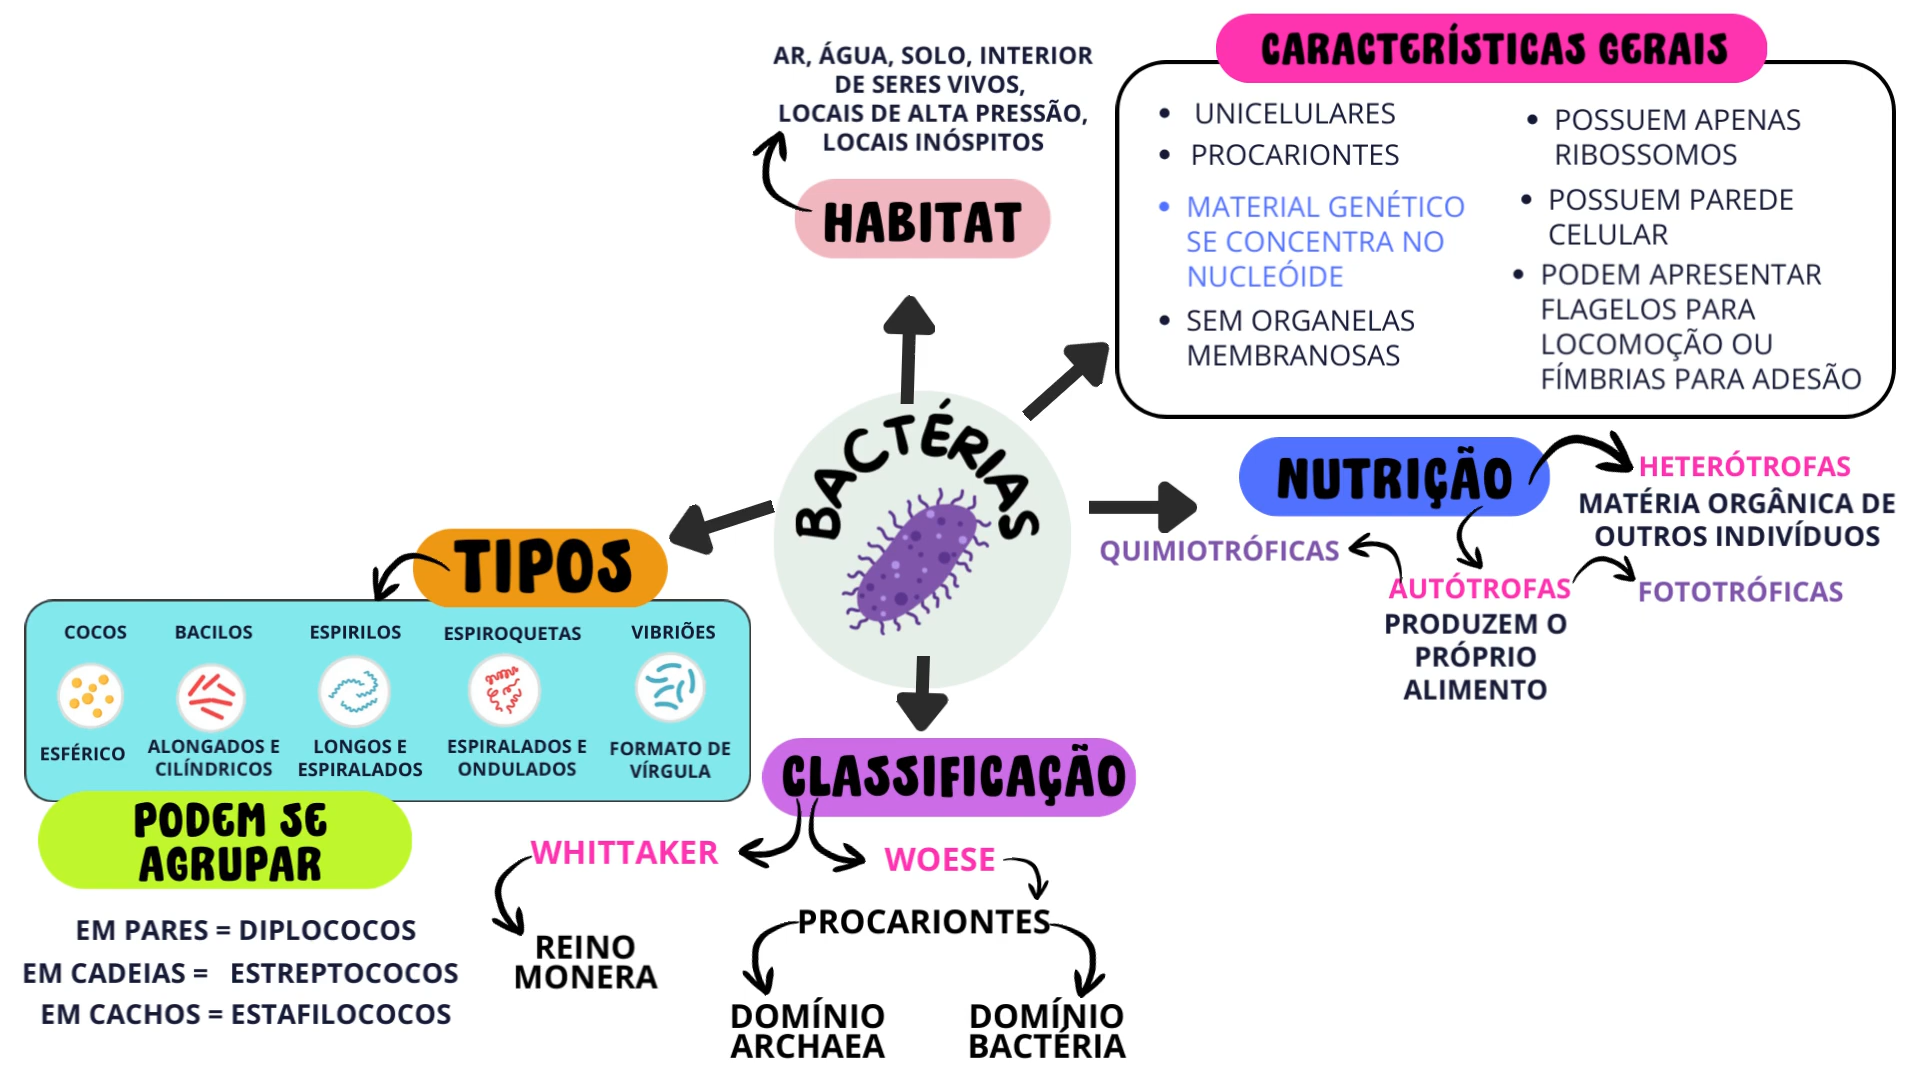 AR, ÁGUA, SOLO, INTERIOR
DE SERES VIVOS,
LOCAIS DE ALTA PRESSÃO,
LOCAIS INÓSPITOS
HABITAT
CARACTERÍSTICAS GERAIS
UNICELULARES
PROCARIONTES
MATERIAL GENÉTICO
SE CONCENTRA NO
NUCLEÓIDE
SEM ORGANELAS
MEMBRANOSAS
POSSUEM APENAS
RIBOSSOMOS
POSSUEM PAREDE
CELULAR
PODEM APRESENTAR
FLAGELOS PARA
LOCOMOÇÃO OU
FÍMBRIAS PARA ADESÃO
BACTÉRIAS
NUTRIÇÃO
HETERÓTROFAS
MATÉRIA ORGÂNICA DE
OUTROS INDIVÍDUOS
QUIMIOTRÓFICAS
AUTÓTROFAS
FOTOTRÓFICAS
PRODUZEM O
PRÓPRIO
ALIMENTO
TIPOS
COCOS
BACILOS
ESPIRILOS
ESPIROQUETAS
VIBRIÕES
ESFÉRICO
ALONGADOS E
CILÍNDRICOS
LONGOS E
ESPIRALADOS
ESPIRALADOS E
ONDULADOS
FORMATO DE
VÍRGULA
PODEM SE
AGRUPAR
EM PARES = DIPLOCOCOS
EM CADEIAS = ESTREPTOCOCOS
EM CACHOS = ESTAFILOCOCOS
CLASSIFICAÇÃO
WHITTAKER
REINO
MONERA
WOESE
PROCARIONTES
DOMÍNIO
ARCHAEA
DOMÍNIO
BACTÉRIA